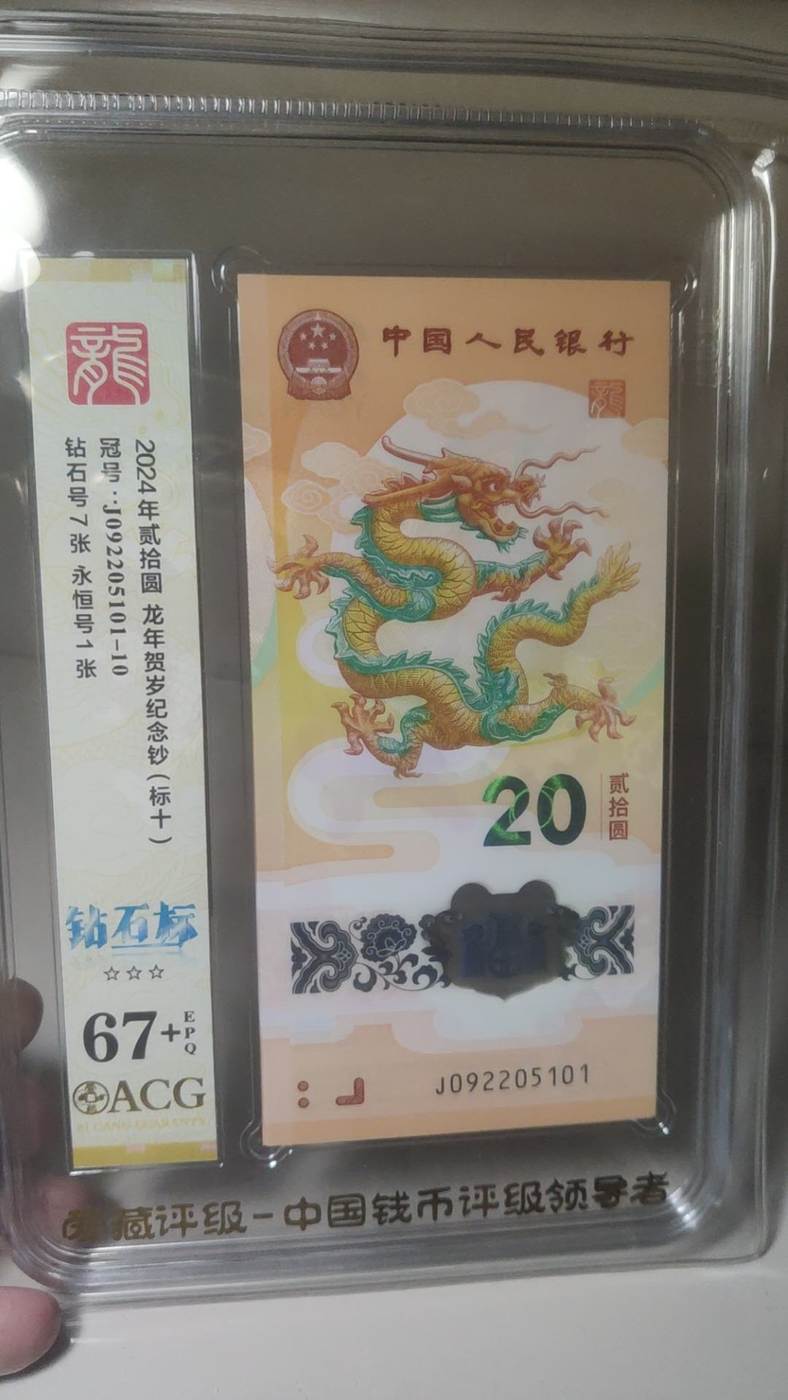 龍
2024年贰拾圆 龙年贺岁纪念钞(标十)
冠号:J092205101-10
钻石号7张 永恒号1张
钻石标
☆☆☆
67+EPQ
ACG
中国人民银行
龍
20
贰拾圆
J092205101
藏评级-中国钱币评级领导者